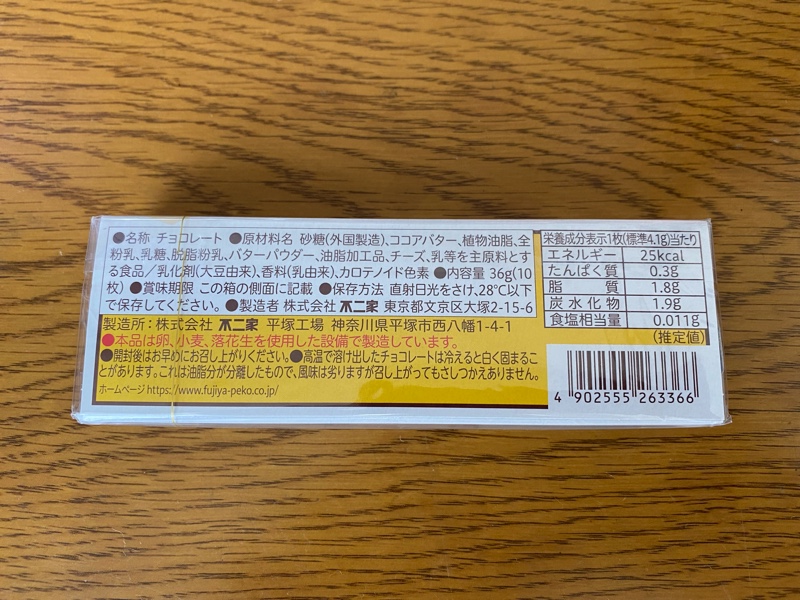 ●名称 チョコレート ●原材料名 砂糖(外国製造)、ココアバター、植物油脂、全
粉乳、乳糖、脱脂粉乳、バターパウダー、油脂加工品、チーズ、乳等を主原料とす
る食品／乳化剤(大豆由来)、香料(乳由来)、カロテノイド色素 ●内容量 36g(10
枚) ●賞味期限 この箱の側面に記載 ●保存方法 直射日光をさけ、28℃以下
で保存してください。 ●製造者 株式会社 不二家 東京都文京区大塚2-15-6
製造所：株式会社 不二家 平塚工場 神奈川県平塚市西八幡1-4-1
●本品は卵、小麦、落花生を使用した設備で製造しています。
●開封後はお早めにお召し上がりください。●高温で溶け出したチョコレートは冷えると白く固まるこ
とがあります。これは油脂分が分離したもので、風味は劣りますが召し上がってもさしつかえありません。
ホームページ https://www.fujiya-peko.co.jp/
栄養成分表示1枚(標準4.1g)当たり
エネルギー 25kcal
たんぱく質 0.3g
脂質 1.8g
炭水化物 1.9g
食塩相当量 0.011g
(推定値)
4 902555 263366